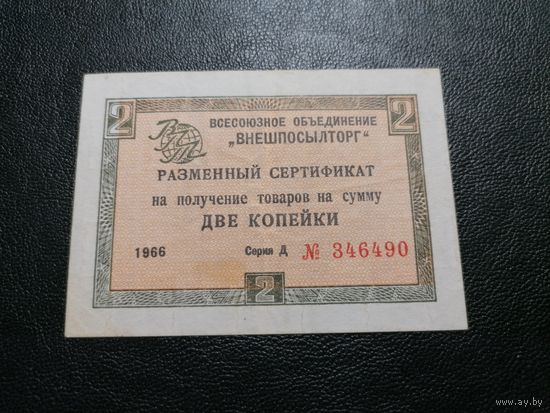 2
2
ВСЕСОЮЗНОЕ ОБЪЕДИНЕНИЕ
„ВНЕШПОСЫЛТОРГ"
РАЗМЕННЫЙ СЕРТИФИКАТ
на получение товаров на сумму
ДВЕ КОПЕЙКИ
1966 Серия Д № 346490
2
www.ay.by